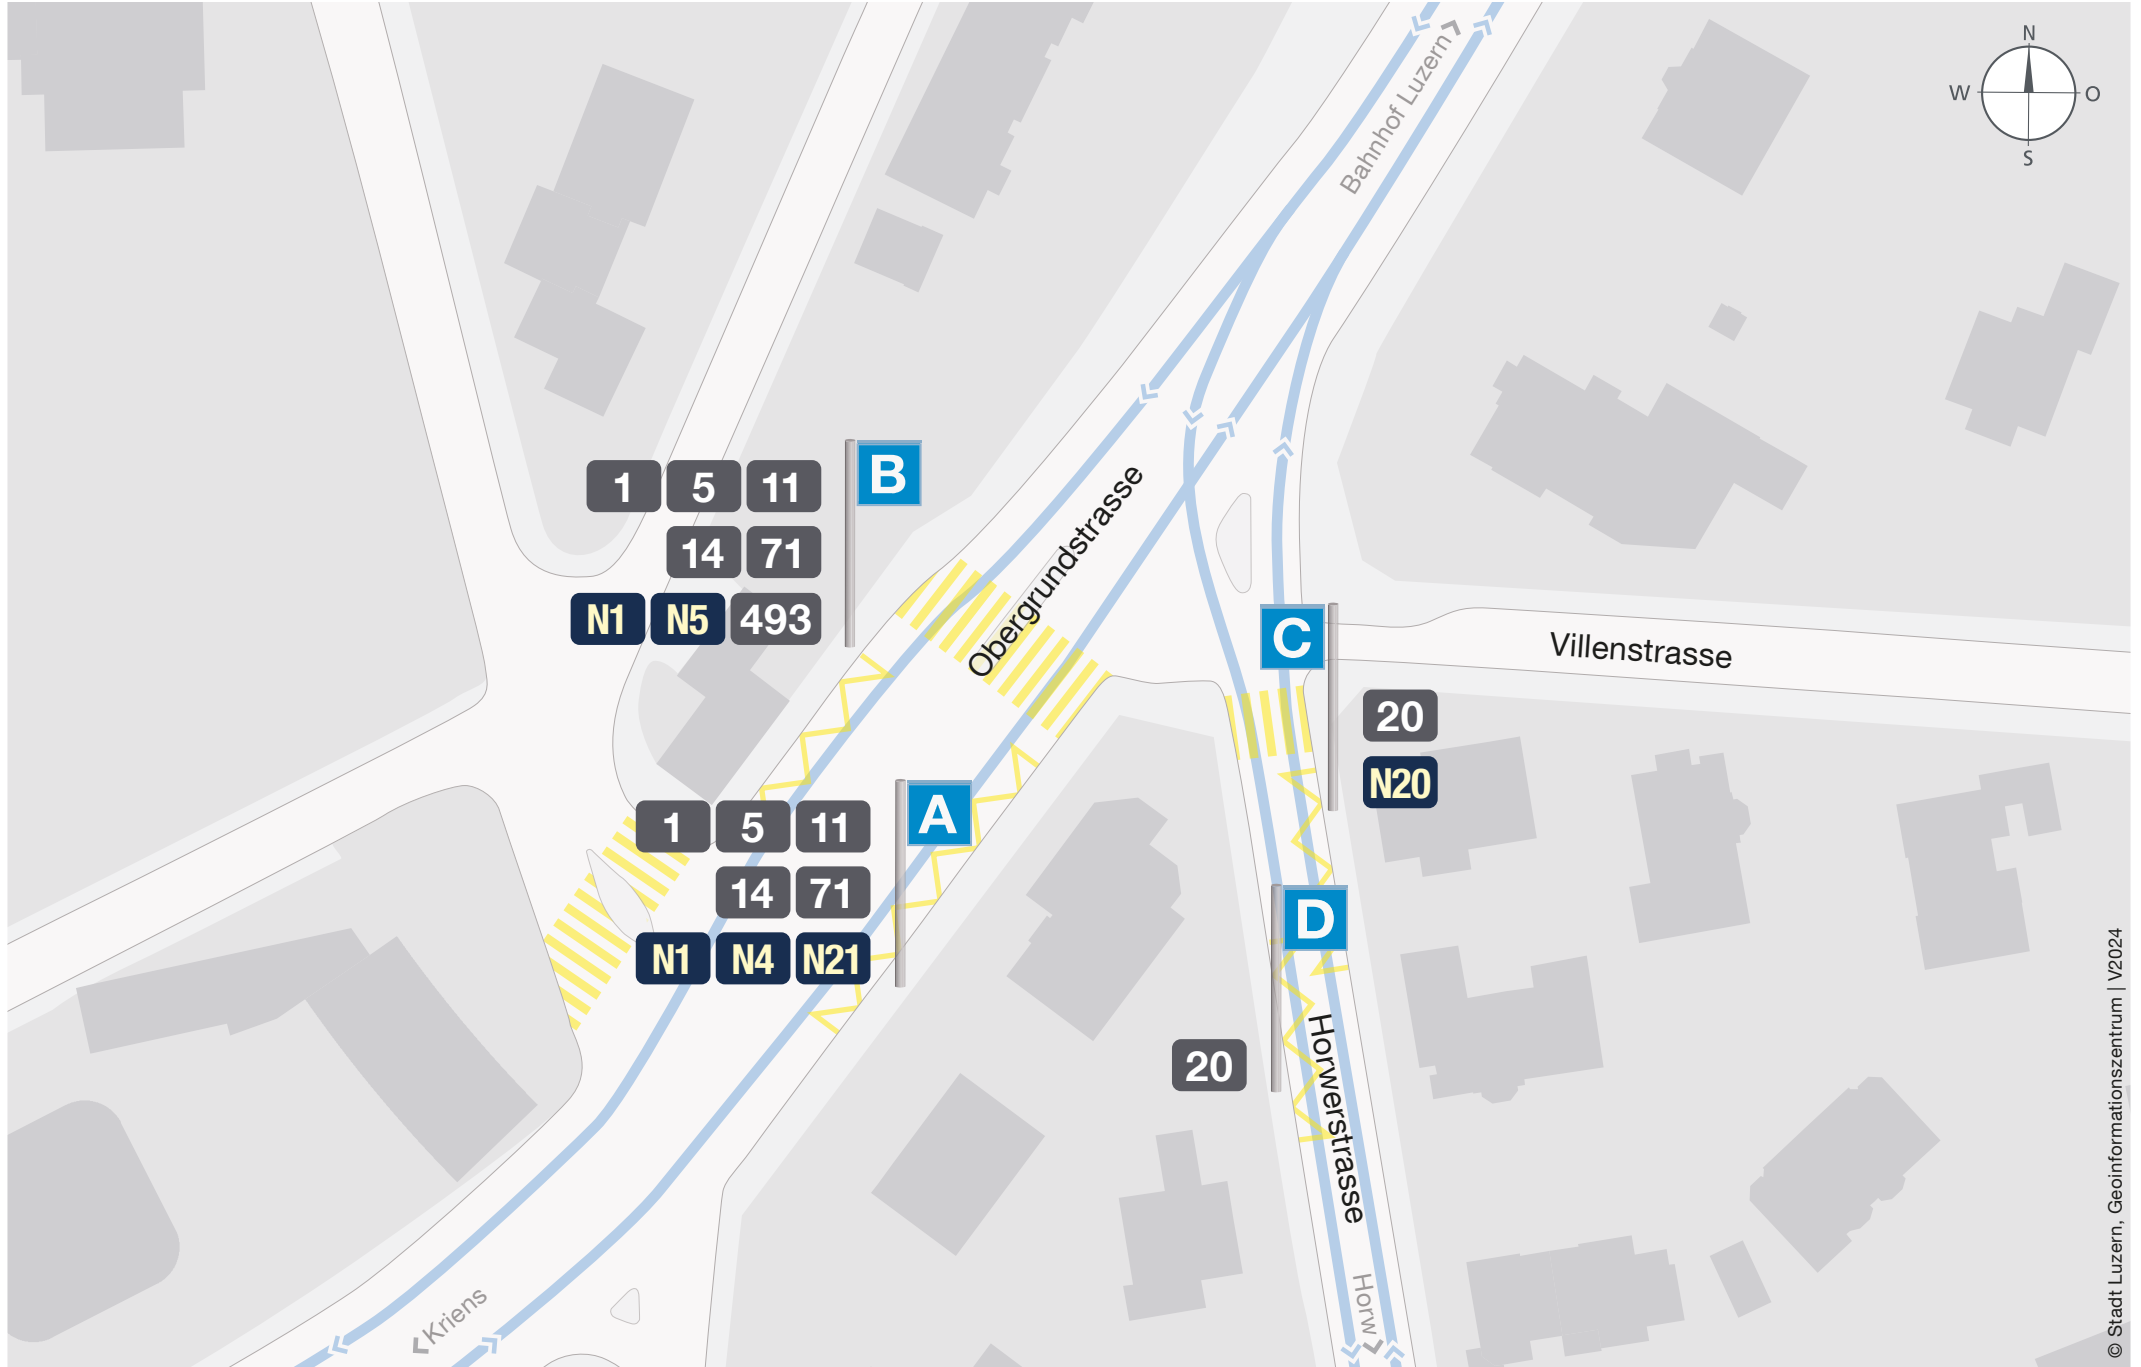 N
W O
S
Bahnhof Luzern
B
1 5 11
14 71
N1 N5 493
Obergrundstrasse
C
Villenstrasse
20
N20
A
1 5 11
14 71
N1 N4 N21
D
20
Horwerstrasse
Horw
Kriens
© Stadt Luzern, Geoinformationszentrum | V2024